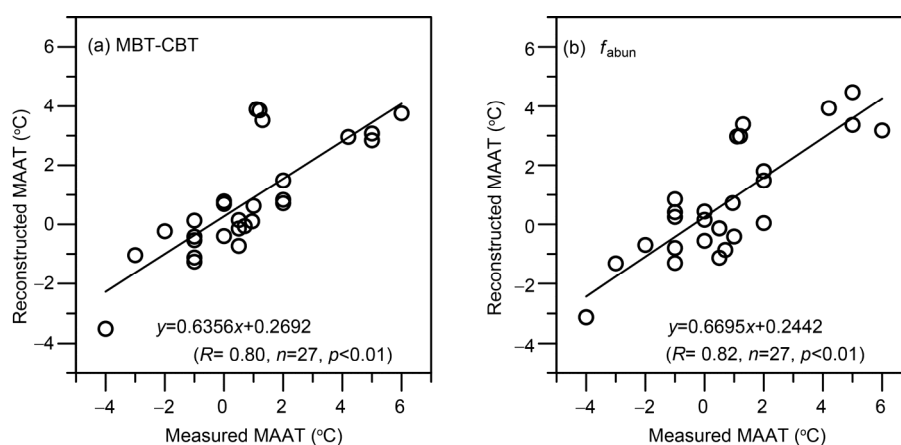 (a) MBT-CBT
Reconstructed MAAT (°C)
6
4
2
0
−2
−4
y=0.6356x+0.2692
(R= 0.80, n=27, p<0.01)
−4 −2 0 2 4 6
Measured MAAT (°C)
(b) f_abun
Reconstructed MAAT (°C)
6
4
2
0
−2
−4
y=0.6695x+0.2442
(R= 0.82, n=27, p<0.01)
−4 −2 0 2 4 6
Measured MAAT (°C)